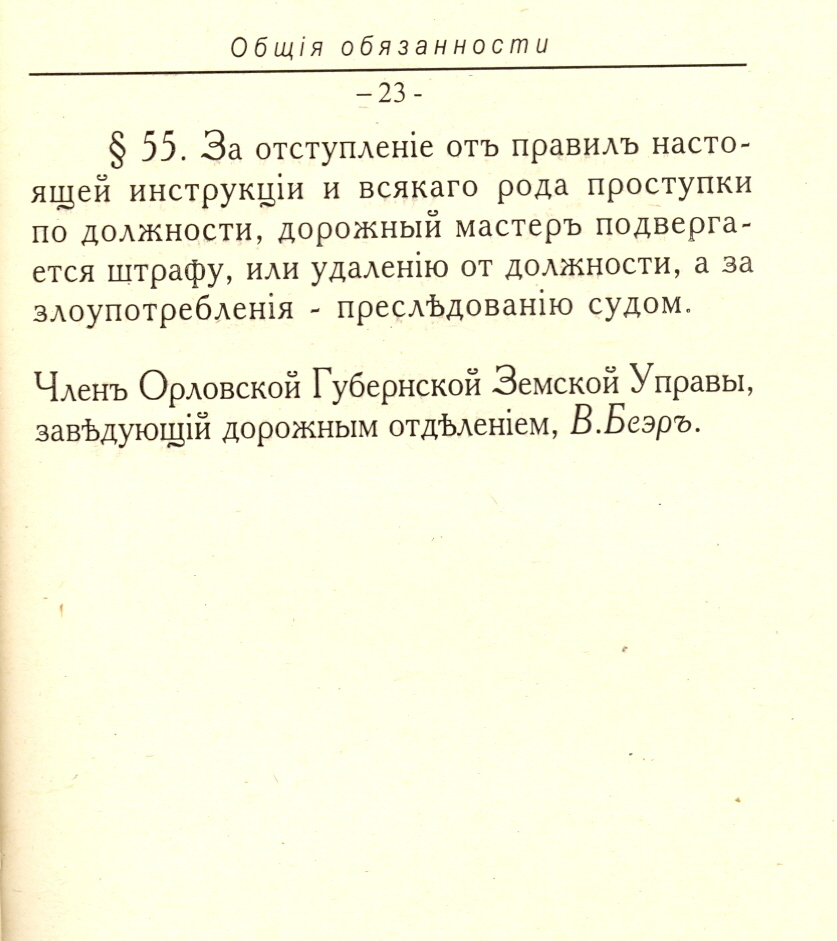 Общія обязанности
– 23 -
§ 55. За отступленіе отъ правилъ насто-
ящей инструкціи и всякаго рода проступки
по должности, дорожный мастеръ подверга-
ется штрафу, или удаленію от должности, а за
злоупотребленія - преслѣдованію судом.
Членъ Орловской Губернской Земской Управы,
завѣдующій дорожным отдѣленіем, В.Беэръ.